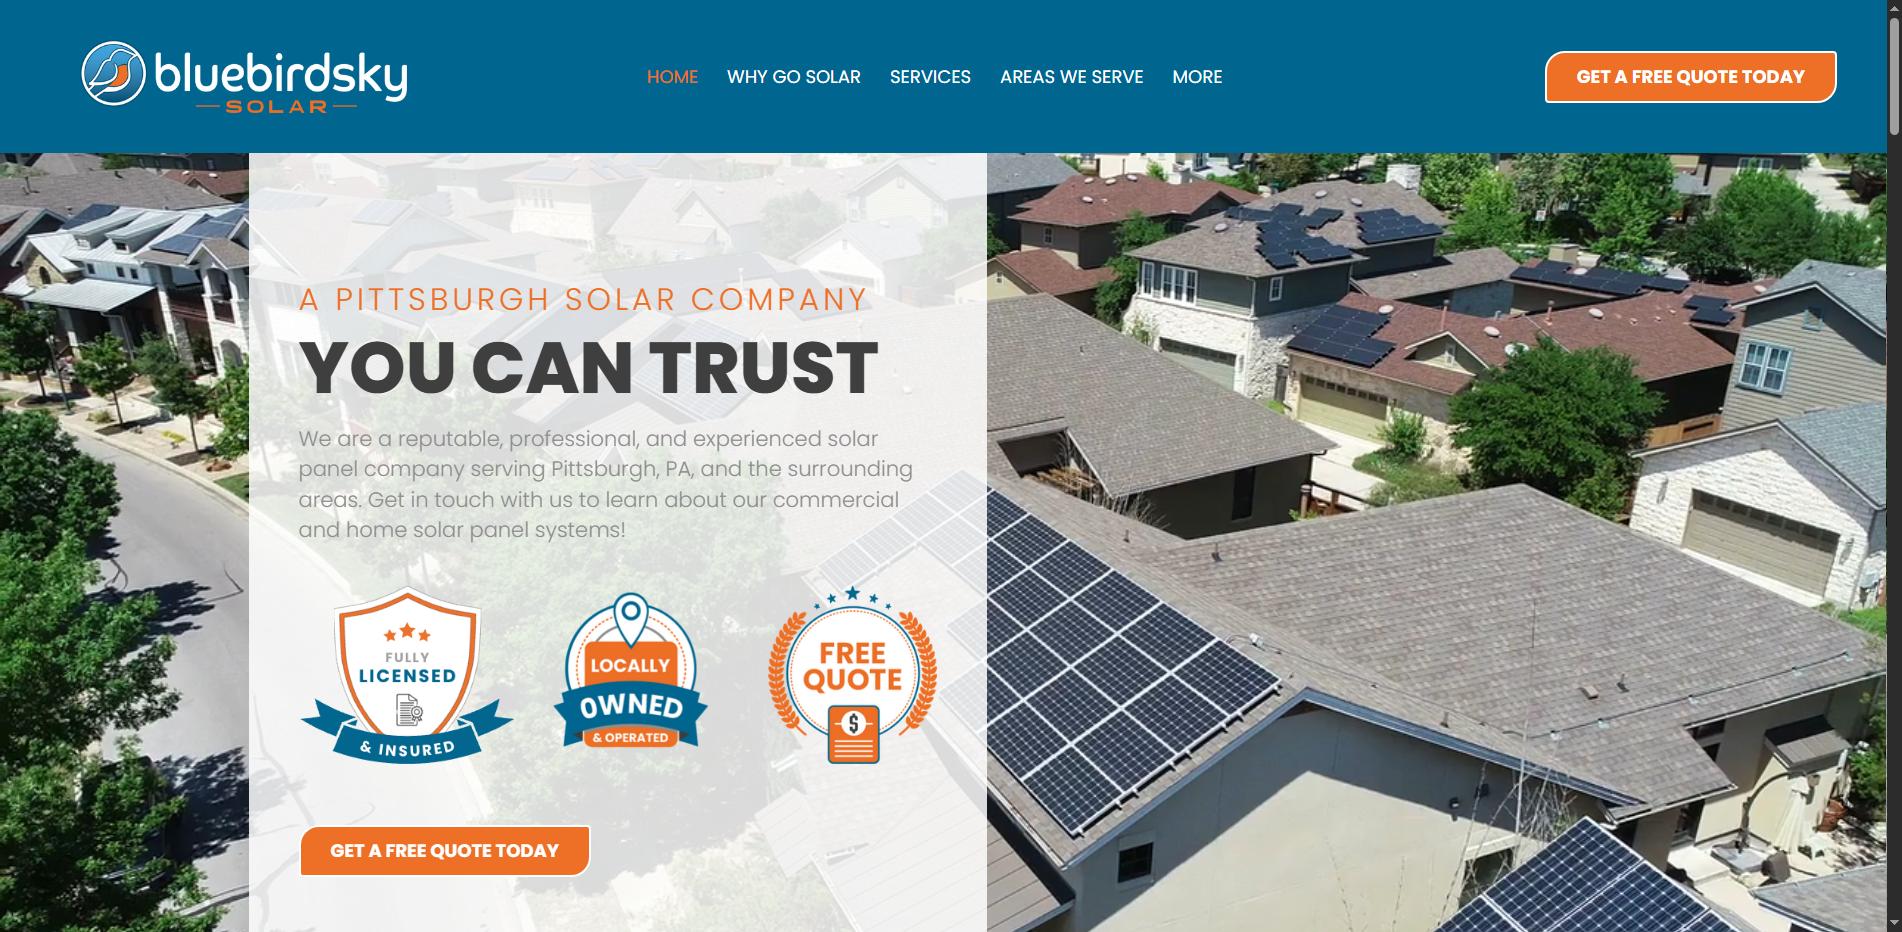 bluebirdsky
SOLAR
HOME
WHY GO SOLAR
SERVICES
AREAS WE SERVE
MORE
GET A FREE QUOTE TODAY
A PITTSBURGH SOLAR COMPANY
YOU CAN TRUST
We are a reputable, professional, and experienced solar
panel company serving Pittsburgh, PA, and the surrounding
areas. Get in touch with us to learn about our commercial
and home solar panel systems!
FULLY
LICENSED
& INSURED
LOCALLY
OWNED
& OPERATED
FREE
QUOTE
$
GET A FREE QUOTE TODAY